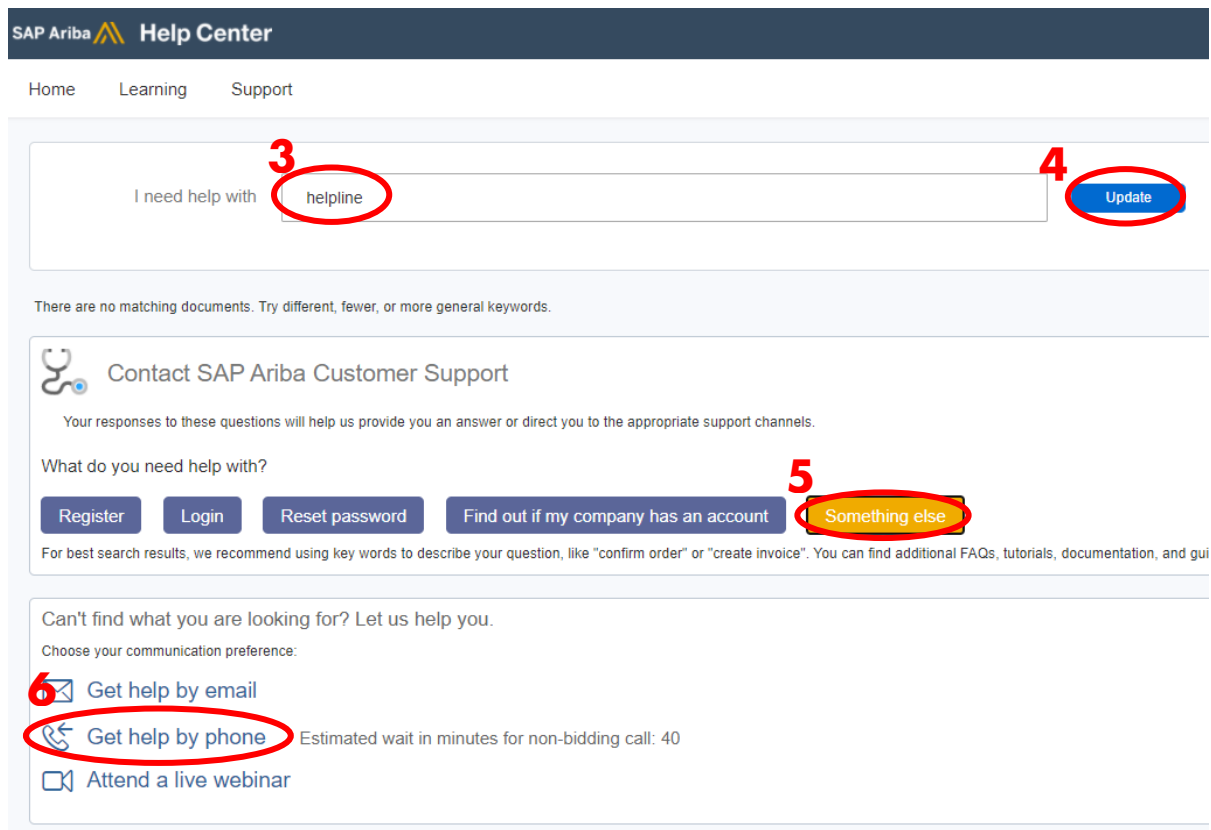 SAP Ariba Help Center
Home Learning Support
3
4
I need help with helpline Update
There are no matching documents. Try different, fewer, or more general keywords.
Contact SAP Ariba Customer Support
Your responses to these questions will help us provide you an answer or direct you to the appropriate support channels.
What do you need help with?
5
Register Login Reset password Find out if my company has an account Something else
For best search results, we recommend using key words to describe your question, like "confirm order" or "create invoice". You can find additional FAQs, tutorials, documentation, and gui
Can't find what you are looking for? Let us help you.
Choose your communication preference:
6 Get help by email
Get help by phone Estimated wait in minutes for non-bidding call: 40
Attend a live webinar